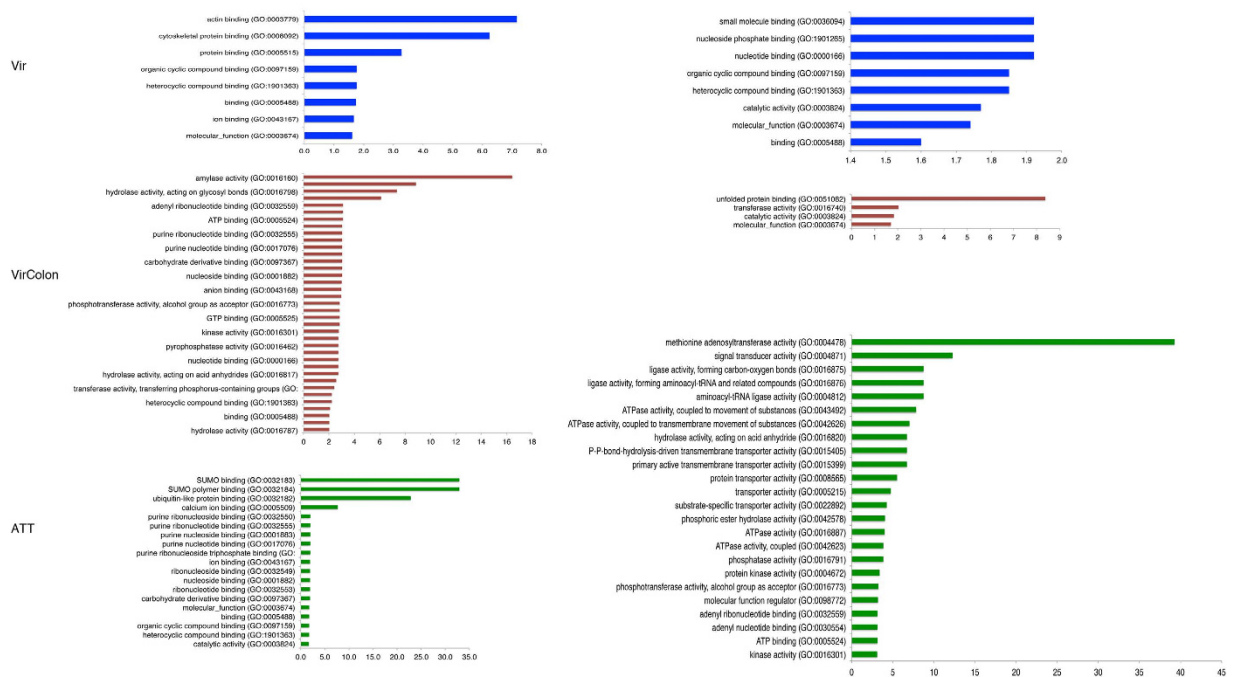 Vir
actin binding (GO:0003779)
cytoskeletal protein binding (GO:0008092)
protein binding (GO:0005515)
organic cyclic compound binding (GO:0097159)
heterocyclic compound binding (GO:1901363)
binding (GO:0005488)
ion binding (GO:0043167)
molecular_function (GO:0003674)
0.0 1.0 2.0 3.0 4.0 5.0 6.0 7.0 8.0
small molecule binding (GO:0036094)
nucleoside phosphate binding (GO:1901265)
nucleotide binding (GO:0000166)
organic cyclic compound binding (GO:0097159)
heterocyclic compound binding (GO:1901363)
catalytic activity (GO:0003824)
molecular_function (GO:0003674)
binding (GO:0005488)
1.4 1.5 1.6 1.7 1.8 1.9 2.0
VirColon
amylase activity (GO:0016160)
hydrolase activity, acting on glycosyl bonds (GO:0016798)
adenyl ribonucleotide binding (GO:0032559)
ATP binding (GO:0005524)
purine ribonucleotide binding (GO:0032555)
purine nucleotide binding (GO:0017076)
carbohydrate derivative binding (GO:0097367)
nucleoside binding (GO:0001882)
anion binding (GO:0043168)
phosphotransferase activity, alcohol group as acceptor (GO:0016773)
GTP binding (GO:0005525)
kinase activity (GO:0016301)
pyrophosphatase activity (GO:0016462)
nucleotide binding (GO:0000166)
hydrolase activity, acting on acid anhydrides (GO:0016817)
transferase activity, transferring phosphorus-containing groups (GO:
heterocyclic compound binding (GO:1901363)
binding (GO:0005488)
hydrolase activity (GO:0016787)
0 2 4 6 8 10 12 14 16 18
unfolded protein binding (GO:0051082)
transferase activity (GO:0016740)
catalytic activity (GO:0003824)
molecular_function (GO:0003674)
0 1 2 3 4 5 6 7 8 9
ATT
SUMO binding (GO:0032183)
SUMO polymer binding (GO:0032184)
ubiquitin-like protein binding (GO:0032182)
calcium ion binding (GO:0005509)
purine ribonucleoside binding (GO:0032550)
purine ribonucleotide binding (GO:0032555)
purine nucleoside binding (GO:0001883)
purine nucleotide binding (GO:0017076)
purine ribonucleoside triphosphate binding (GO:
ion binding (GO:0043167)
ribonucleoside binding (GO:0032549)
nucleoside binding (GO:0001882)
ribonucleotide binding (GO:0032553)
carbohydrate derivative binding (GO:0097367)
molecular_function (GO:0003674)
binding (GO:0005488)
organic cyclic compound binding (GO:0097159)
heterocyclic compound binding (GO:1901363)
catalytic activity (GO:0003824)
0.0 5.0 10.0 15.0 20.0 25.0 30.0 35.0
methionine adenosyltransferase activity (GO:0004478)
signal transducer activity (GO:0004871)
ligase activity, forming carbon-oxygen bonds (GO:0016875)
ligase activity, forming aminoacyl-tRNA and related compounds (GO:0016876)
aminoacyl-tRNA ligase activity (GO:0004812)
ATPase activity, coupled to movement of substances (GO:0043492)
ATPase activity, coupled to transmembrane movement of substances (GO:0042626)
hydrolase activity, acting on acid anhydride (GO:0016820)
P-P-bond-hydrolysis-driven transmembrane transporter activity (GO:0015405)
primary active transmembrane transporter activity (GO:0015399)
protein transporter activity (GO:0008565)
transporter activity (GO:0005215)
substrate-specific transporter activity (GO:0022892)
phosphoric ester hydrolase activity (GO:0042578)
ATPase activity (GO:0016887)
ATPase activity, coupled (GO:0042623)
phosphatase activity (GO:0016791)
protein kinase activity (GO:0004672)
phosphotransferase activity, alcohol group as acceptor (GO:0016773)
molecular function regulator (GO:0098772)
adenyl ribonucleotide binding (GO:0032559)
adenyl nucleotide binding (GO:0030554)
ATP binding (GO:0005524)
kinase activity (GO:0016301)
0 5 10 15 20 25 30 35 40 45